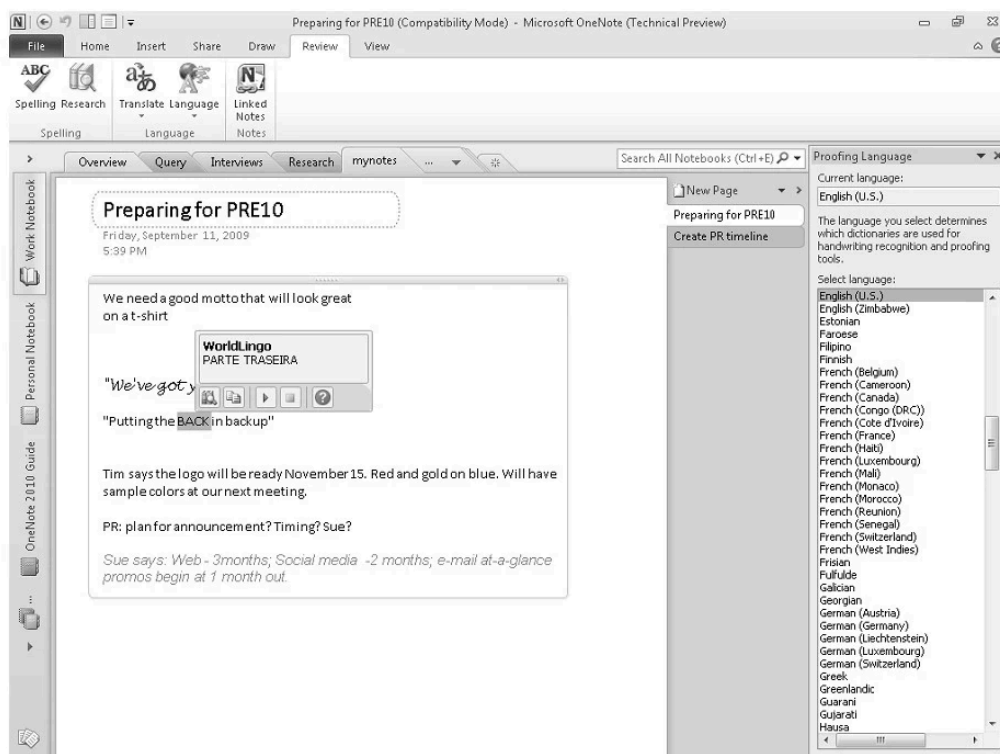 Preparing for PRE10 (Compatibility Mode) - Microsoft OneNote (Technical Preview)
File Home Insert Share Draw Review View
ABC
Spelling Research Translate Language Linked Notes
Spelling Language Notes
Overview Query Interviews Research mynotes ... Search All Notebooks (Ctrl+E)
Work Notebook
Personal Notebook
OneNote 2010 Guide
...
Preparing for PRE10
Friday, September 11, 2009
5:39 PM
We need a good motto that will look great
on a t-shirt
WorldLingo
PARTE TRASEIRA
"We've got y
"Putting the BACK in backup"
Tim says the logo will be ready November 15. Red and gold on blue. Will have
sample colors at our next meeting.
PR: plan for announcement? Timing? Sue?
Sue says: Web - 3months; Social media -2 months; e-mail at-a-glance
promos begin at 1 month out.
New Page
Preparing for PRE10
Create PR timeline
Proofing Language
Current language:
English (U.S.)
The language you select determines
which dictionaries are used for
handwriting recognition and proofing
tools.
Select language:
English (U.S.)
English (Zimbabwe)
Estonian
Faroese
Filipino
Finnish
French (Belgium)
French (Cameroon)
French (Canada)
French (Congo (DRC))
French (Cote d'Ivoire)
French (France)
French (Haiti)
French (Luxembourg)
French (Mali)
French (Monaco)
French (Morocco)
French (Reunion)
French (Senegal)
French (Switzerland)
French (West Indies)
Frisian
Fulfulde
Galician
Georgian
German (Austria)
German (Germany)
German (Liechtenstein)
German (Luxembourg)
German (Switzerland)
Greek
Greenlandic
Guarani
Gujarati
Hausa